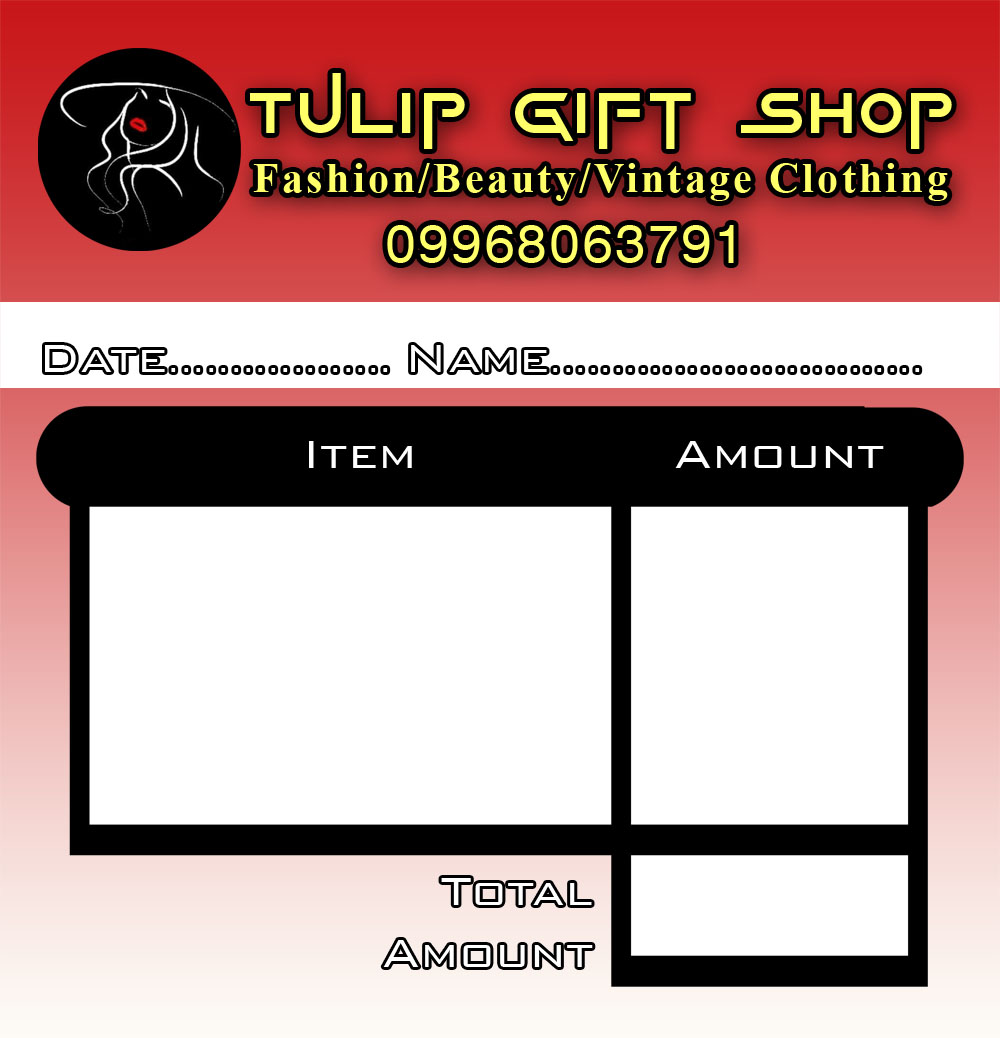 TULIP GIFT SHOP
Fashion/Beauty/Vintage Clothing
09968063791
Date.................. Name..............................
Item Amount
Total
Amount